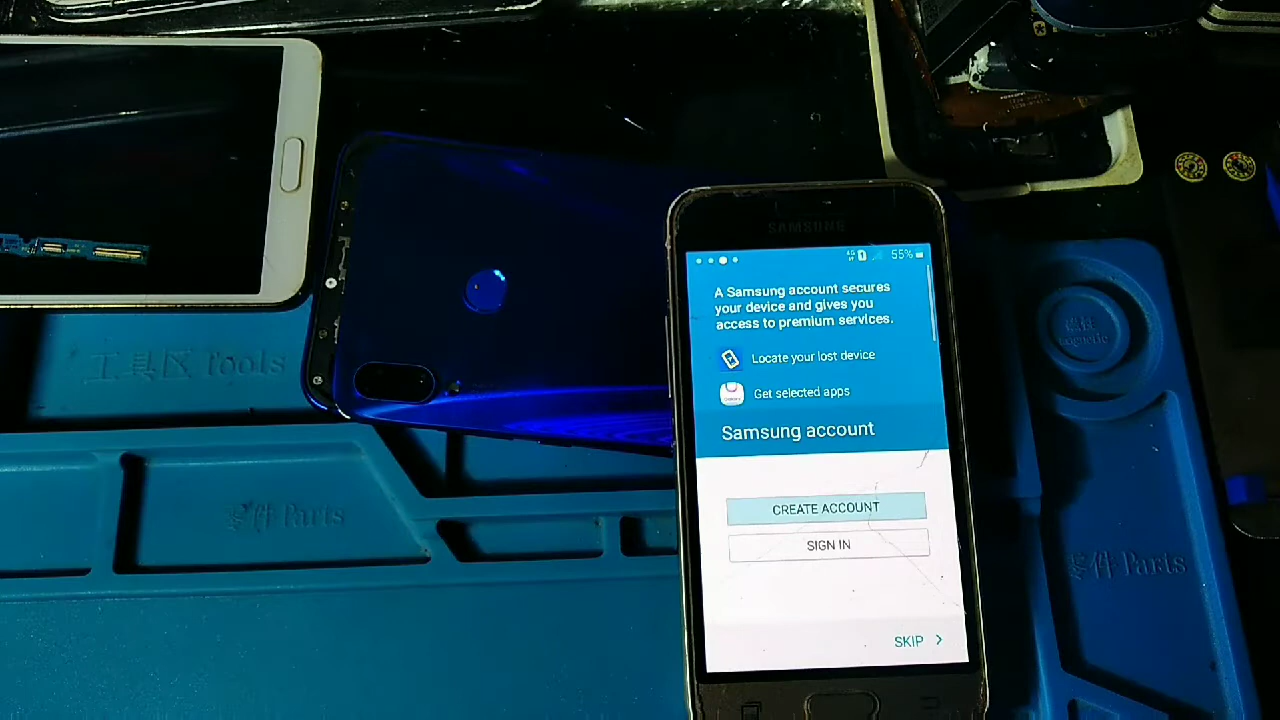 SAMSUNG
55%
A Samsung account secures
your device and gives you
access to premium services.
Locate your lost device
Get selected apps
Samsung account
CREATE ACCOUNT
SIGN IN
SKIP >
工具区 Tools
零件 Parts
零件 Parts